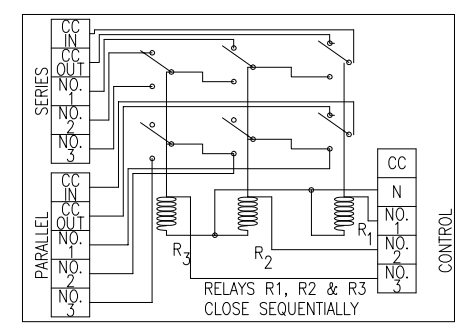 SERIES
CC
IN
CC
OUT
NO.
1
NO.
2
NO.
3
PARALLEL
CC
IN
CC
OUT
NO.
1
NO.
2
NO.
3
R3
R2
R1
CONTROL
CC
N
NO.
1
NO.
2
NO.
3
RELAYS R1, R2 & R3
CLOSE SEQUENTIALLY